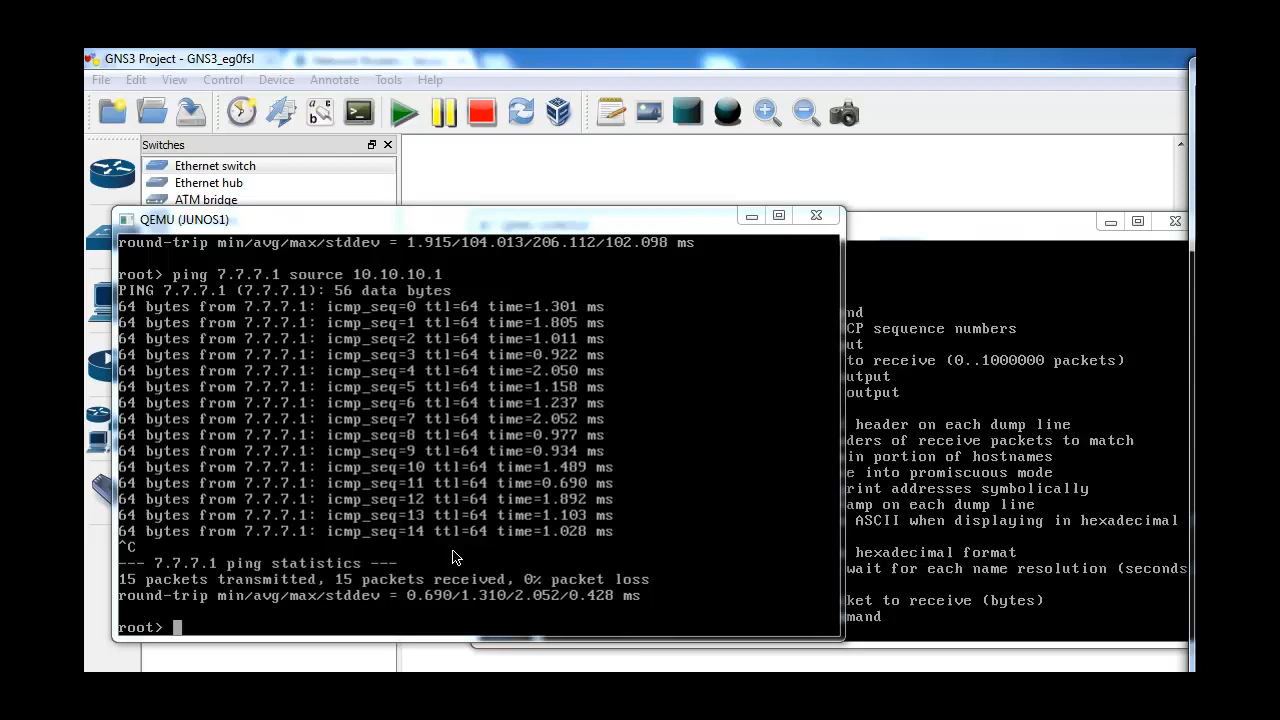 GNS3 Project - GNS3_eg0fsl
File Edit View Control Device Annotate Tools Help
Switches
Ethernet switch
Ethernet hub
ATM bridge
QEMU (JUNOS1)
round-trip min/avg/max/stddev = 1.915/104.013/206.112/102.098 ms
root> ping 7.7.7.1 source 10.10.10.1
PING 7.7.7.1 (7.7.7.1): 56 data bytes
64 bytes from 7.7.7.1: icmp_seq=0 ttl=64 time=1.301 ms
64 bytes from 7.7.7.1: icmp_seq=1 ttl=64 time=1.805 ms
64 bytes from 7.7.7.1: icmp_seq=2 ttl=64 time=1.011 ms
64 bytes from 7.7.7.1: icmp_seq=3 ttl=64 time=0.922 ms
64 bytes from 7.7.7.1: icmp_seq=4 ttl=64 time=2.050 ms
64 bytes from 7.7.7.1: icmp_seq=5 ttl=64 time=1.158 ms
64 bytes from 7.7.7.1: icmp_seq=6 ttl=64 time=1.237 ms
64 bytes from 7.7.7.1: icmp_seq=7 ttl=64 time=2.052 ms
64 bytes from 7.7.7.1: icmp_seq=8 ttl=64 time=0.977 ms
64 bytes from 7.7.7.1: icmp_seq=9 ttl=64 time=0.934 ms
64 bytes from 7.7.7.1: icmp_seq=10 ttl=64 time=1.489 ms
64 bytes from 7.7.7.1: icmp_seq=11 ttl=64 time=0.690 ms
64 bytes from 7.7.7.1: icmp_seq=12 ttl=64 time=1.892 ms
64 bytes from 7.7.7.1: icmp_seq=13 ttl=64 time=1.103 ms
64 bytes from 7.7.7.1: icmp_seq=14 ttl=64 time=1.028 ms
^C
--- 7.7.7.1 ping statistics ---
15 packets transmitted, 15 packets received, 0% packet loss
round-trip min/avg/max/stddev = 0.690/1.310/2.052/0.428 ms
root>
nd
CP sequence numbers
ut
to receive (0..1000000 packets)
utput
output
header on each dump line
ders of receive packets to match
in portion of hostnames
e into promiscuous mode
rint addresses symbolically
amp on each dump line
ASCII when displaying in hexadecimal
hexadecimal format
wait for each name resolution (seconds
ket to receive (bytes)
mand